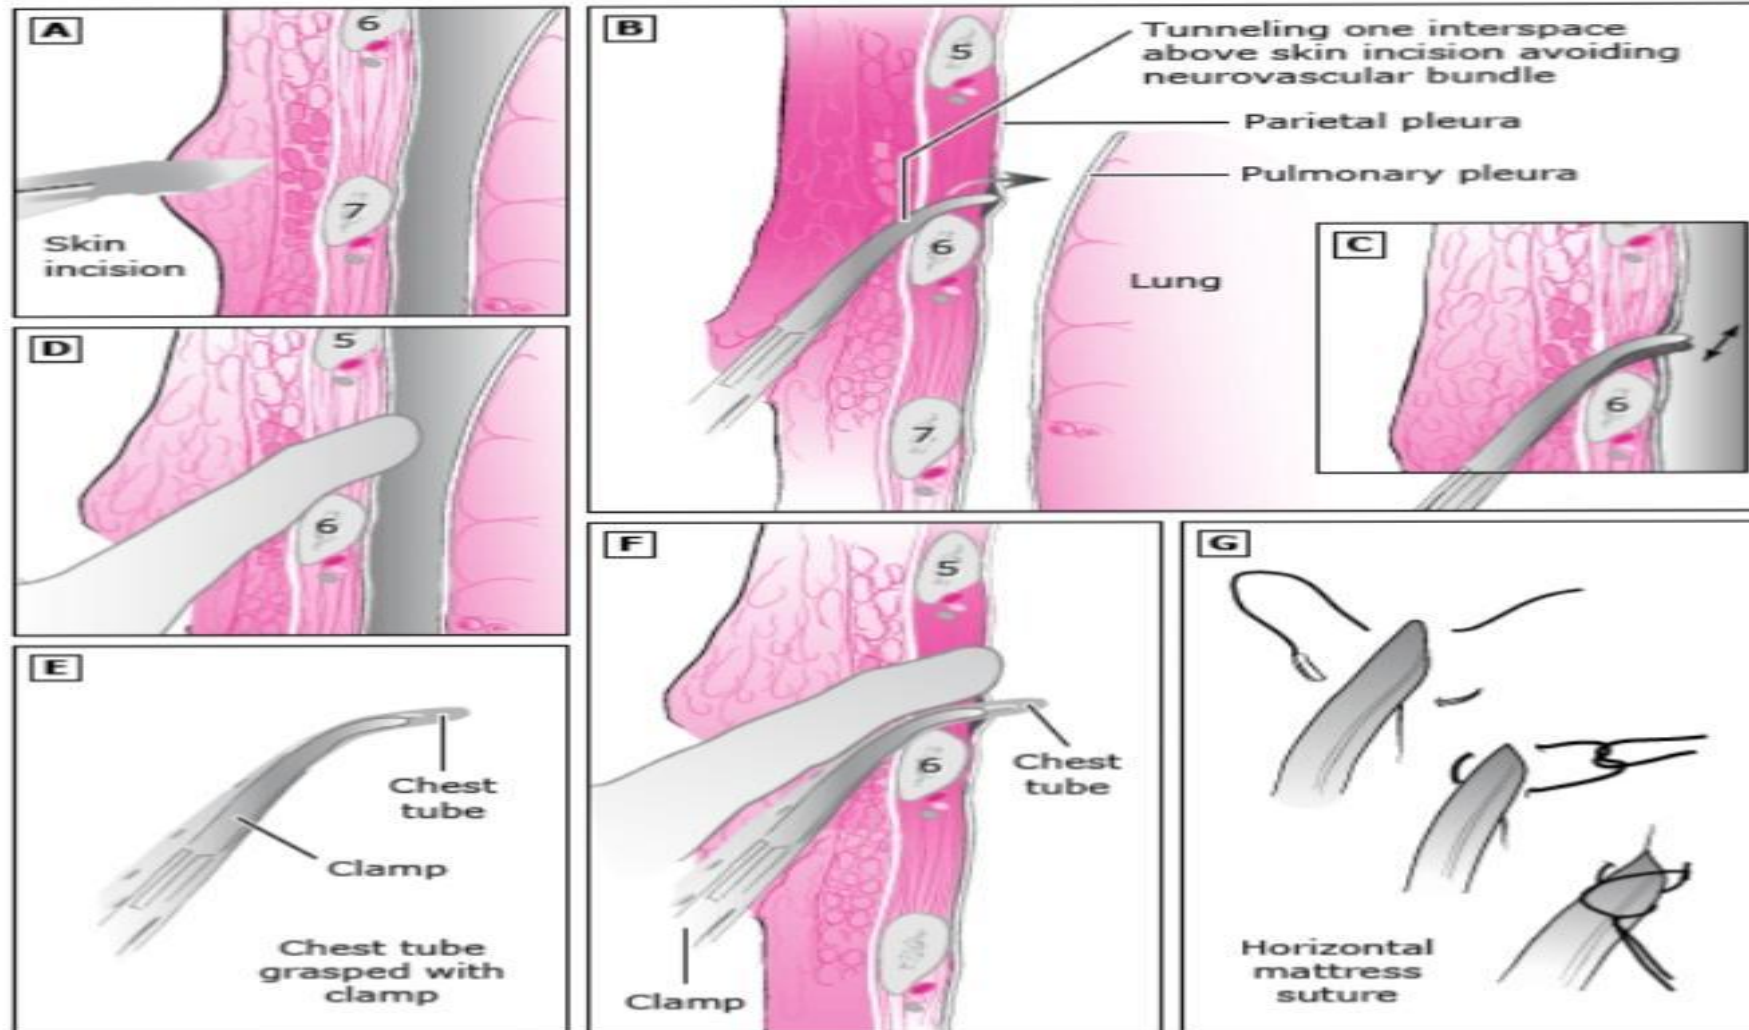 A
6
7
Skin
incision
B
5
6
7
Tunneling one interspace
above skin incision avoiding
neurovascular bundle
Parietal pleura
Pulmonary pleura
Lung
C
6
D
5
6
E
Chest
tube
Clamp
Chest tube
grasped with
clamp
F
5
6
Chest
tube
Clamp
G
Horizontal
mattress
suture